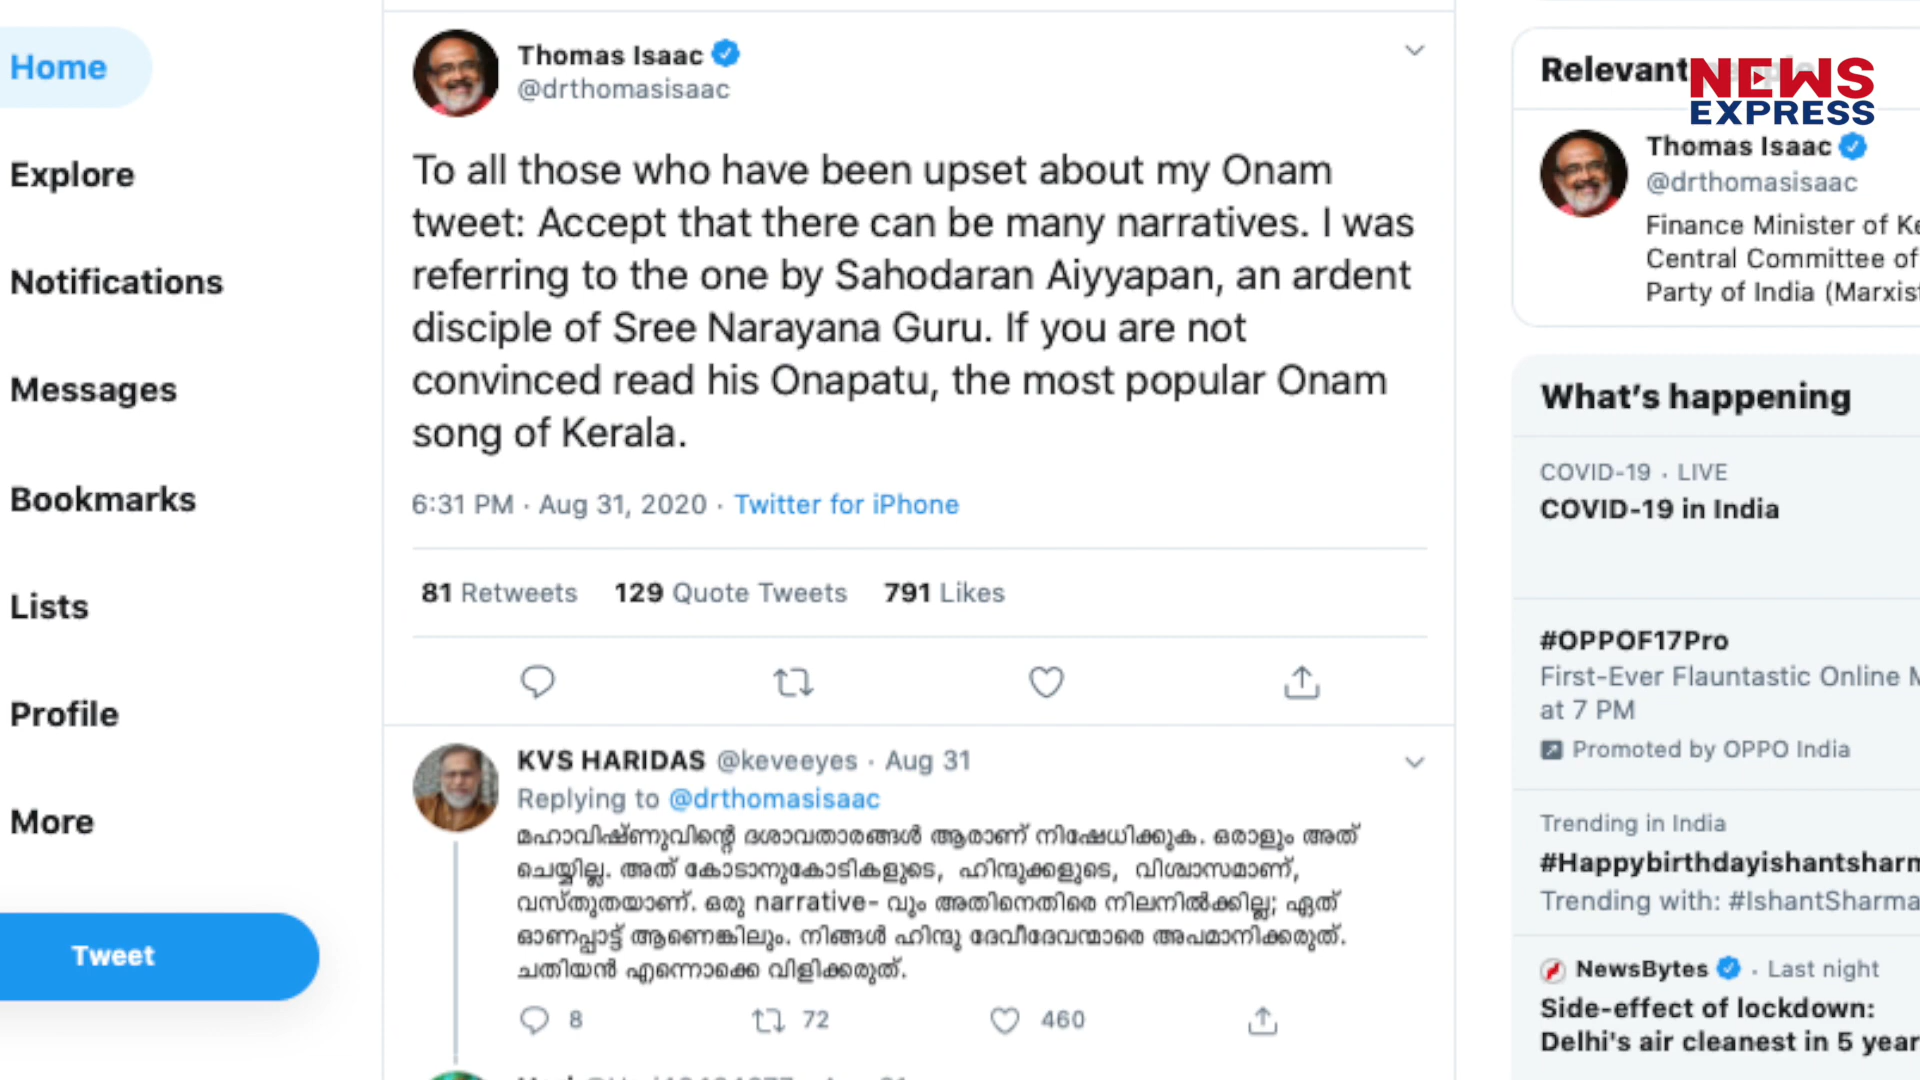 Home
Explore
Notifications
Messages
Bookmarks
Lists
Profile
More
Tweet
Thomas Isaac
@drthomasisaac
To all those who have been upset about my Onam
tweet: Accept that there can be many narratives. I was
referring to the one by Sahodaran Aiyyapan, an ardent
disciple of Sree Narayana Guru. If you are not
convinced read his Onapatu, the most popular Onam
song of Kerala.
6:31 PM · Aug 31, 2020 · Twitter for iPhone
81 Retweets 129 Quote Tweets 791 Likes
KVS HARIDAS @keveeyes · Aug 31
Replying to @drthomasisaac
മഹാവിഷ്ണുവിന്റെ ദശാവതാരങ്ങൾ ആരാണ് നിഷേധിക്കുക. ഒരാളും അത്
ചെയ്യില്ല. അത് കോടാനുകോടികളുടെ, ഹിന്ദുക്കളുടെ, വിശ്വാസമാണ്,
വസ്തുതയാണ്. ഒരു narrative- വും അതിനെതിരെ നിലനിൽക്കില്ല; ഏത്
ഓണപ്പാട്ട് ആണെങ്കിലും. നിങ്ങൾ ഹിന്ദു ദേവീദേവന്മാരെ അപമാനിക്കരുത്.
ചതിയൻ എന്നൊക്കെ വിളിക്കരുത്.
8 72 460
Relevant
NEWS
EXPRESS
Thomas Isaac
@drthomasisaac
Finance Minister of Ke
Central Committee of
Party of India (Marxist
What's happening
COVID-19 · LIVE
COVID-19 in India
#OPPOF17Pro
First-Ever Flauntastic Online M
at 7 PM
Promoted by OPPO India
Trending in India
#Happybirthdayishantsharm
Trending with: #IshantSharma
NewsBytes · Last night
Side-effect of lockdown:
Delhi's air cleanest in 5 year